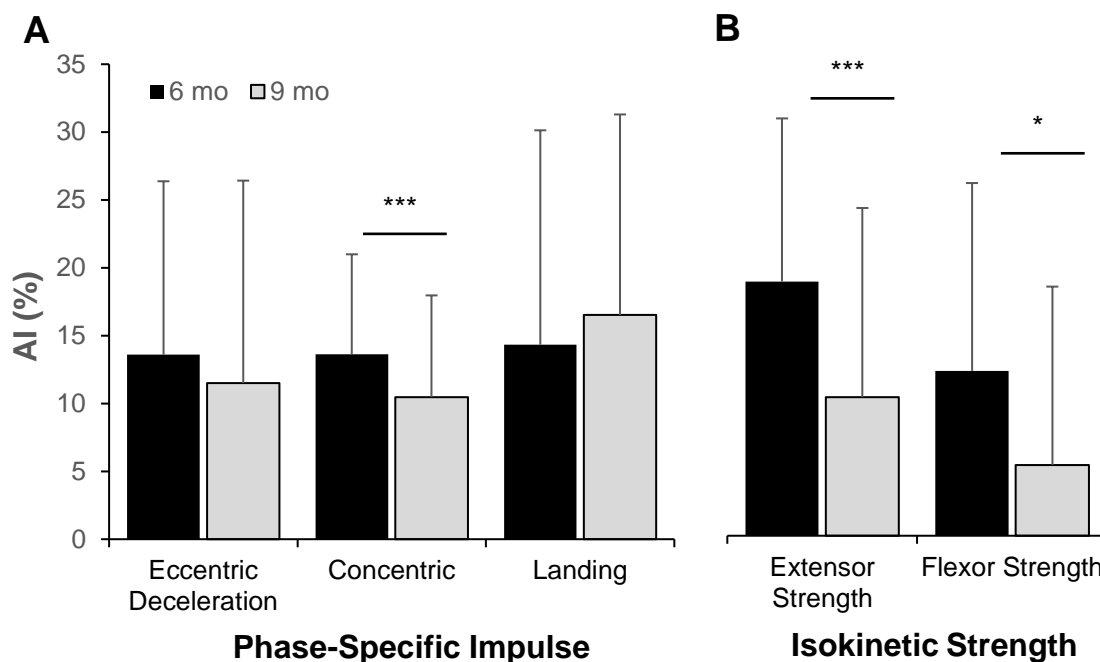 A
B
35
30
25
20
15
10
5
0
AI (%)
6 mo 9 mo
***
***
*
Eccentric
Deceleration
Concentric
Landing
Phase-Specific Impulse
Extensor
Strength
Flexor Strength
Isokinetic Strength